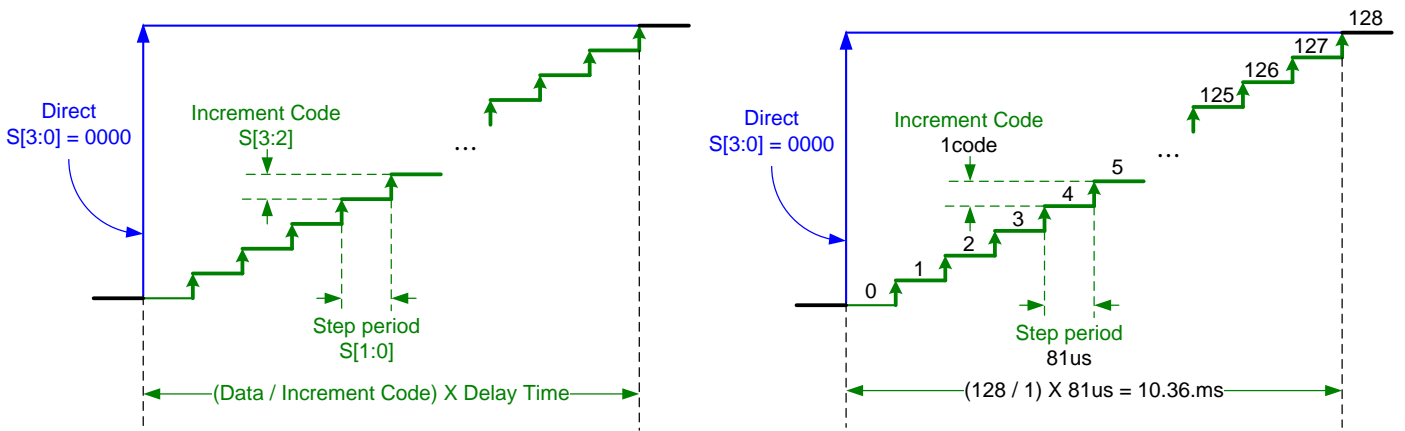 Direct
S[3:0] = 0000
Increment Code
S[3:2]
...
Step period
S[1:0]
(Data / Increment Code) X Delay Time
Direct
S[3:0] = 0000
Increment Code
1code
...
0
1
2
3
4
5
125
126
127
128
Step period
81us
(128 / 1) X 81us = 10.36.ms